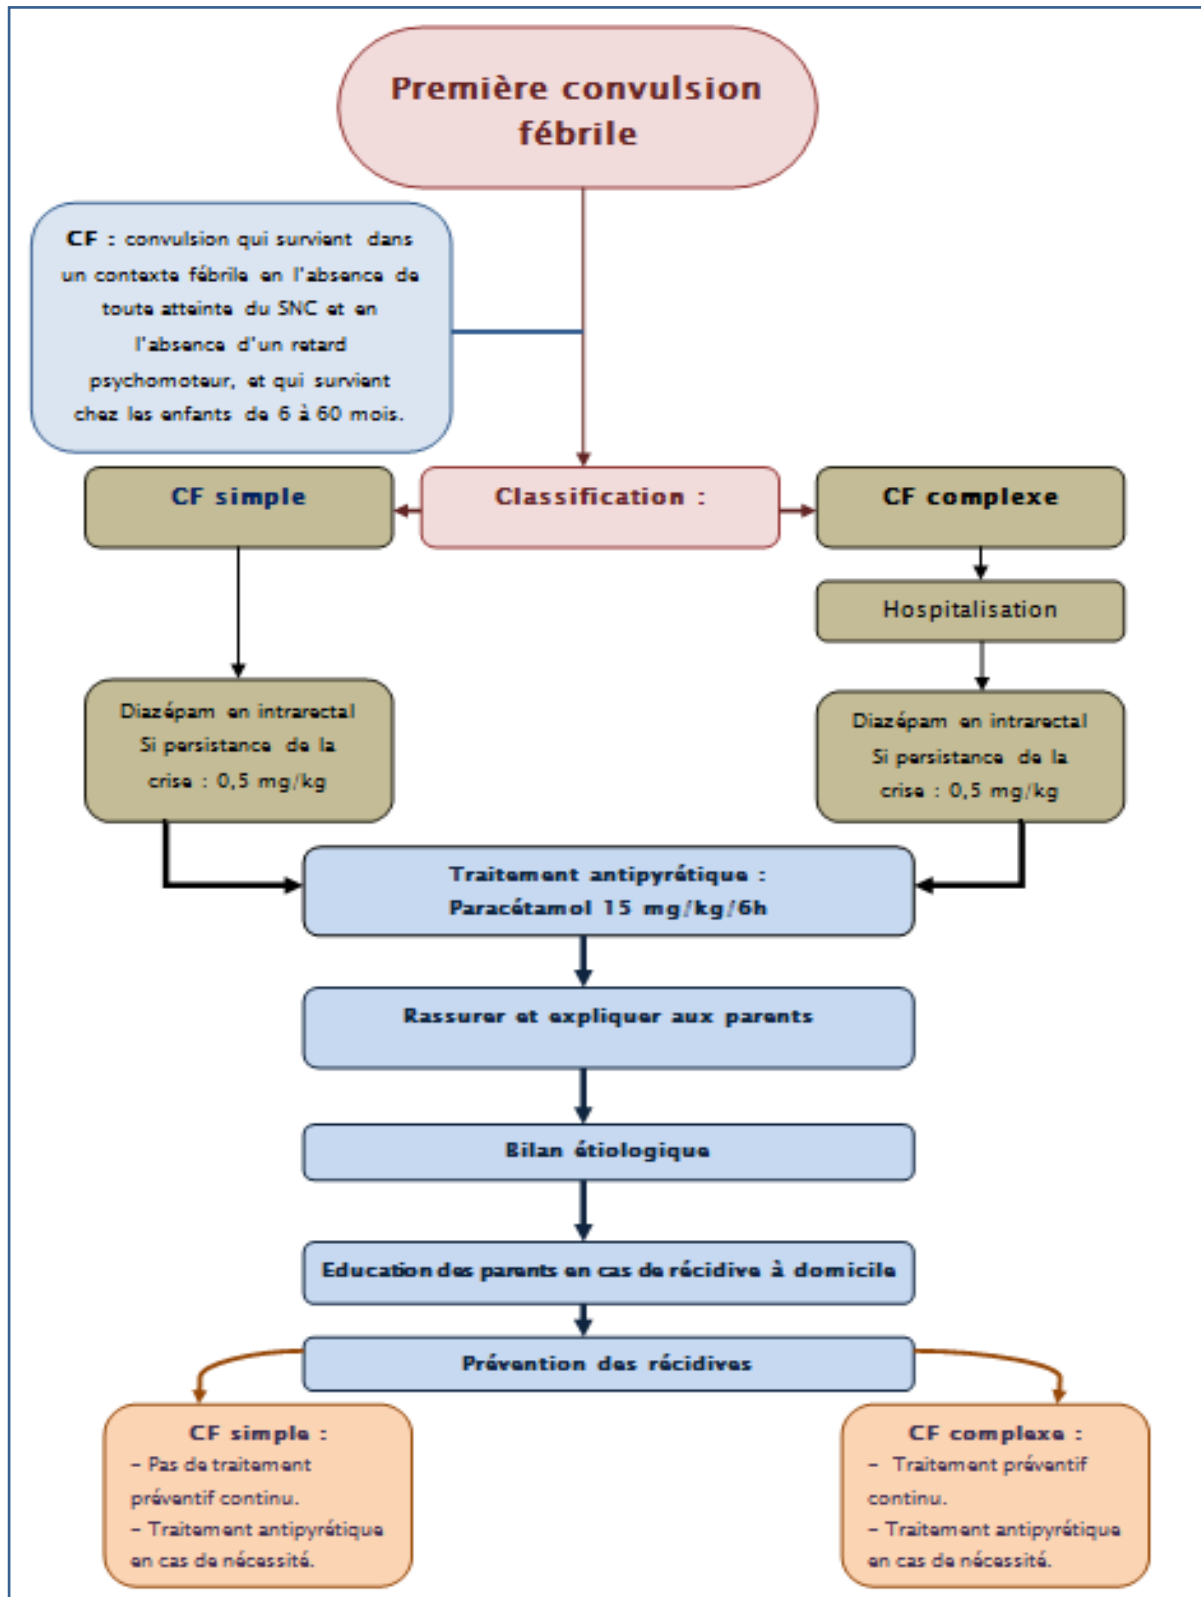 Première convulsion
fébrile
CF : convulsion qui survient dans
un contexte fébrile en l'absence de
toute atteinte du SNC et en
l'absence d'un retard
psychomoteur, et qui survient
chez les enfants de 6 à 60 mois.
CF simple
Classification :
CF complexe
Hospitalisation
Diazépam en intrarectal
Si persistance de la
crise : 0,5 mg/kg
Diazépam en intrarectal
Si persistance de la
crise : 0,5 mg/kg
Traitement antipyrétique :
Paracétamol 15 mg/kg/6h
Rassurer et expliquer aux parents
Bilan étiologique
Education des parents en cas de récidive à domicile
Prévention des récidives
CF simple :
- Pas de traitement
préventif continu.
- Traitement antipyrétique
en cas de nécessité.
CF complexe :
- Traitement préventif
continu.
- Traitement antipyrétique
en cas de nécessité.